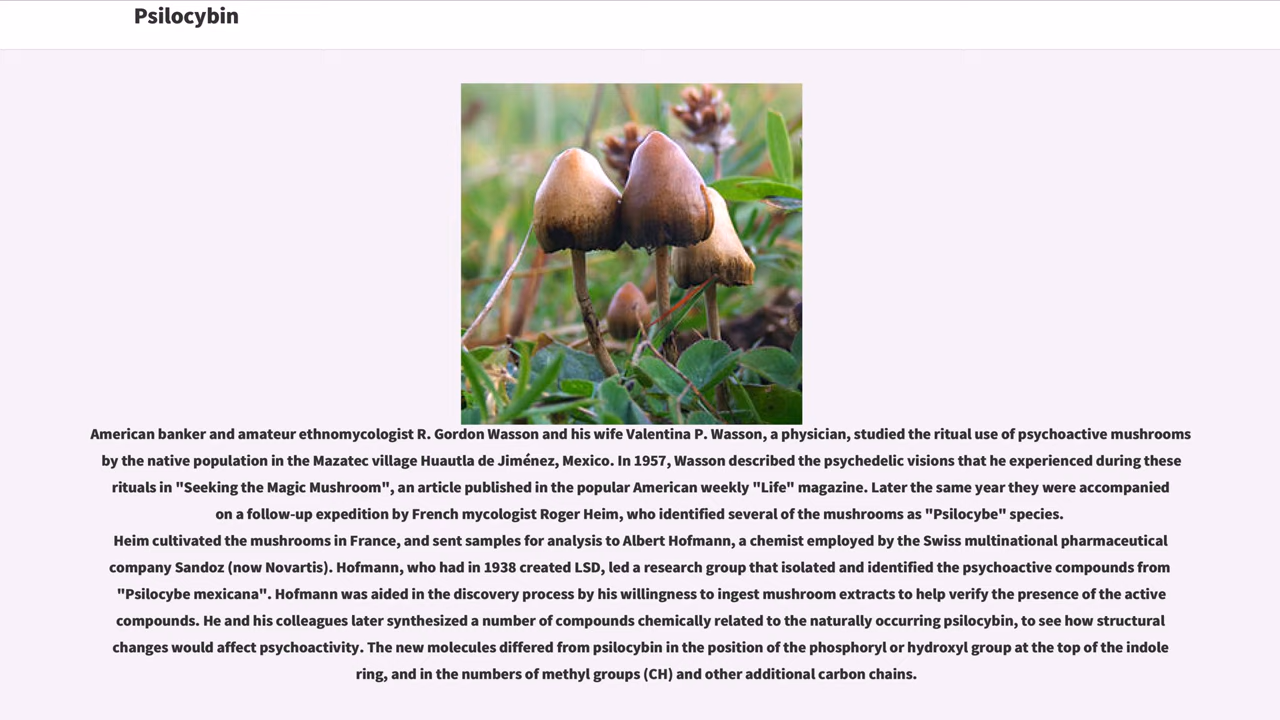 Psilocybin
American banker and amateur ethnomycologist R. Gordon Wasson and his wife Valentina P. Wasson, a physician, studied the ritual use of psychoactive mushrooms
by the native population in the Mazatec village Huautla de Jiménez, Mexico. In 1957, Wasson described the psychedelic visions that he experienced during these
rituals in "Seeking the Magic Mushroom", an article published in the popular American weekly "Life" magazine. Later the same year they were accompanied
on a follow-up expedition by French mycologist Roger Heim, who identified several of the mushrooms as "Psilocybe" species.
Heim cultivated the mushrooms in France, and sent samples for analysis to Albert Hofmann, a chemist employed by the Swiss multinational pharmaceutical
company Sandoz (now Novartis). Hofmann, who had in 1938 created LSD, led a research group that isolated and identified the psychoactive compounds from
"Psilocybe mexicana". Hofmann was aided in the discovery process by his willingness to ingest mushroom extracts to help verify the presence of the active
compounds. He and his colleagues later synthesized a number of compounds chemically related to the naturally occurring psilocybin, to see how structural
changes would affect psychoactivity. The new molecules differed from psilocybin in the position of the phosphoryl or hydroxyl group at the top of the indole
ring, and in the numbers of methyl groups (CH) and other additional carbon chains.